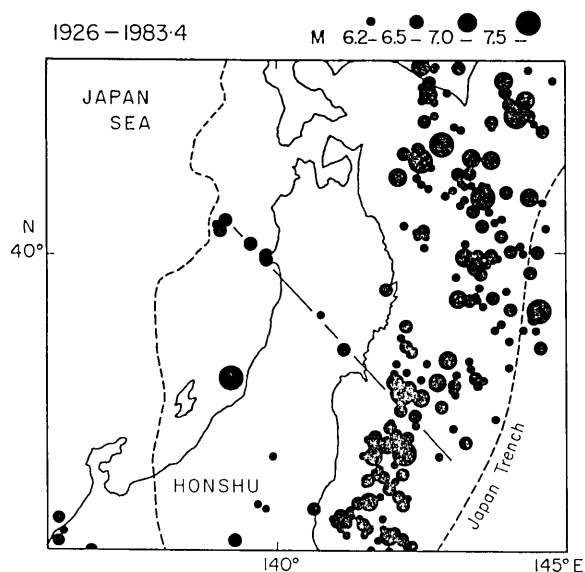 1926-1983·4
M 6.2- 6.5- 7.0- 7.5-
JAPAN
SEA
N
40°
HONSHU
Japan Trench
140°
145°E